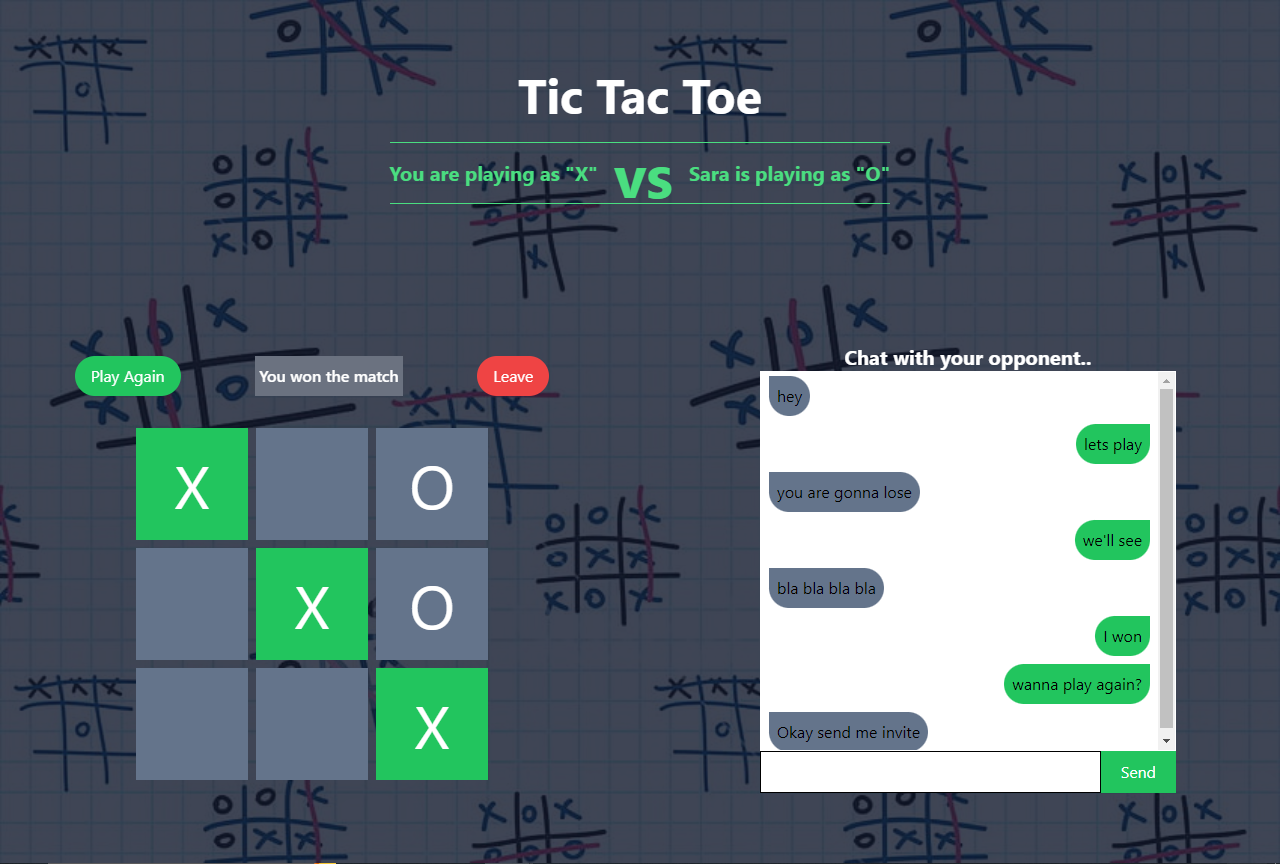 Tic Tac Toe
You are playing as "X" VS Sara is playing as "O"
Play Again You won the match Leave
X O
X O
X
Chat with your opponent..
hey
lets play
you are gonna lose
we'll see
bla bla bla bla
I won
wanna play again?
Okay send me invite
Send